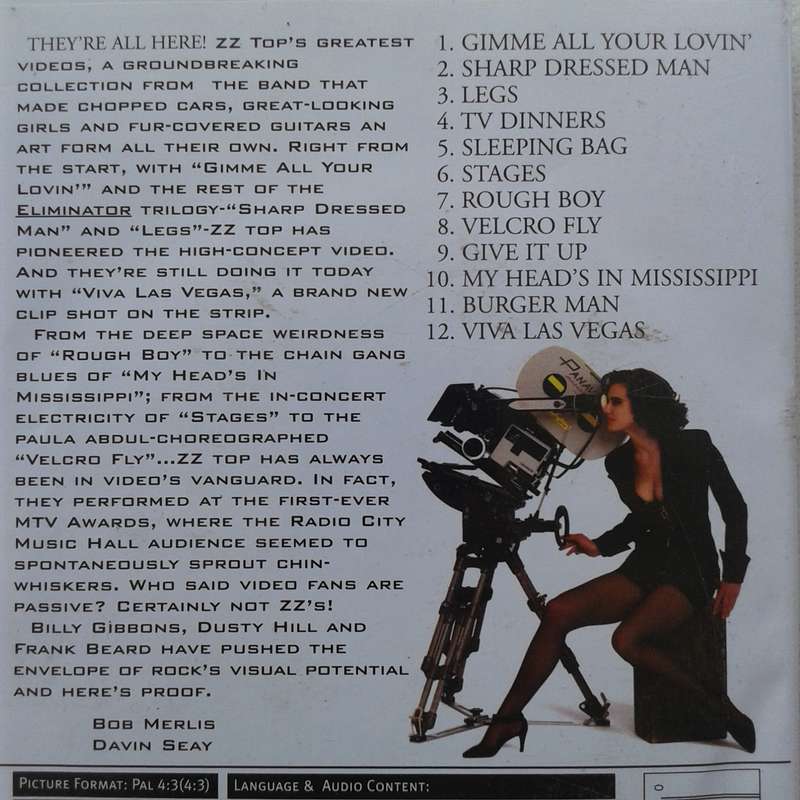 THEY'RE ALL HERE! ZZ TOP'S GREATEST
VIDEOS, A GROUNDBREAKING
COLLECTION FROM THE BAND THAT
MADE CHOPPED CARS, GREAT-LOOKING
GIRLS AND FUR-COVERED GUITARS AN
ART FORM ALL THEIR OWN. RIGHT FROM
THE START, WITH "GIMME ALL YOUR
LOVIN'" AND THE REST OF THE
ELIMINATOR TRILOGY-"SHARP DRESSED
MAN" AND "LEGS"-ZZ TOP HAS
PIONEERED THE HIGH-CONCEPT VIDEO.
AND THEY'RE STILL DOING IT TODAY
WITH "VIVA LAS VEGAS," A BRAND NEW
CLIP SHOT ON THE STRIP.
FROM THE DEEP SPACE WEIRDNESS
OF "ROUGH BOY" TO THE CHAIN GANG
BLUES OF "MY HEAD'S IN
MISSISSIPPI"; FROM THE IN-CONCERT
ELECTRICITY OF "STAGES" TO THE
PAULA ABDUL-CHOREOGRAPHED
"VELCRO FLY"...ZZ TOP HAS ALWAYS
BEEN IN VIDEO'S VANGUARD. IN FACT,
THEY PERFORMED AT THE FIRST-EVER
MTV AWARDS, WHERE THE RADIO CITY
MUSIC HALL AUDIENCE SEEMED TO
SPONTANEOUSLY SPROUT CHIN-
WHISKERS. WHO SAID VIDEO FANS ARE
PASSIVE? CERTAINLY NOT ZZ'S!
BILLY GIBBONS, DUSTY HILL AND
FRANK BEARD HAVE PUSHED THE
ENVELOPE OF ROCK'S VISUAL POTENTIAL
AND HERE'S PROOF.
BOB MERLIS
DAVIN SEAY
1. GIMME ALL YOUR LOVIN'
2. SHARP DRESSED MAN
3. LEGS
4. TV DINNERS
5. SLEEPING BAG
6. STAGES
7. ROUGH BOY
8. VELCRO FLY
9. GIVE IT UP
10. MY HEAD'S IN MISSISSIPPI
11. BURGER MAN
12. VIVA LAS VEGAS
PICTURE FORMAT: PAL 4:3(4:3)
LANGUAGE & AUDIO CONTENT: